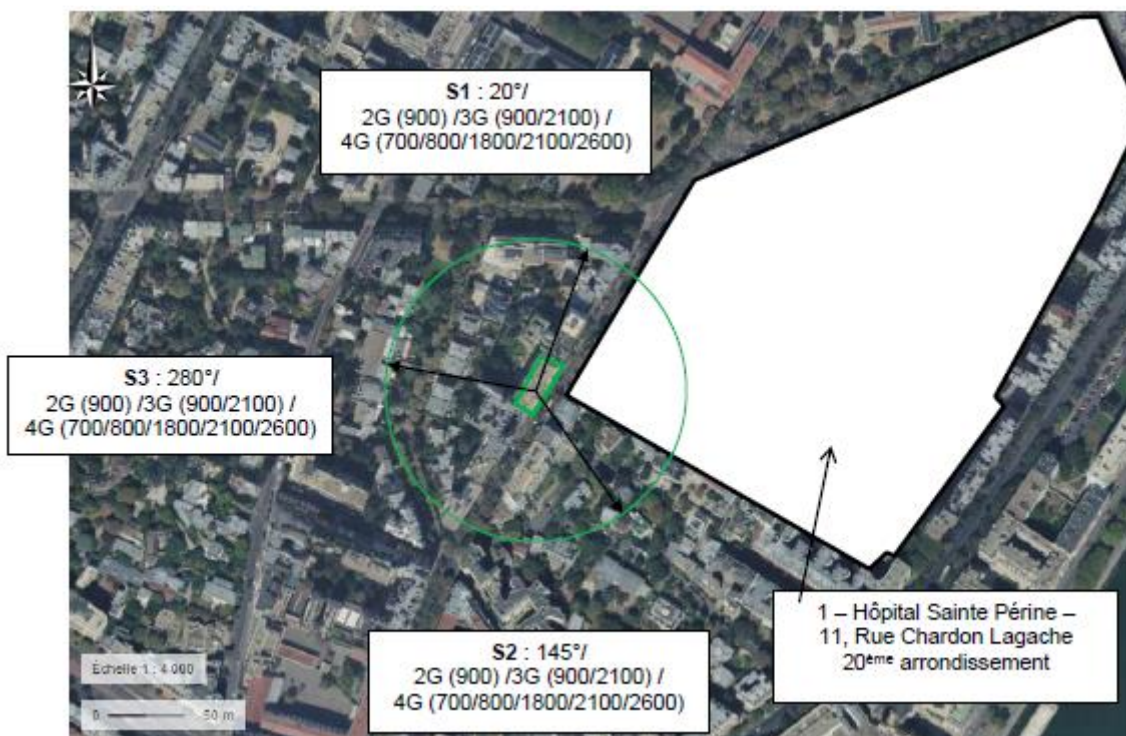 S1 : 20°/
2G (900) /3G (900/2100) /
4G (700/800/1800/2100/2600)
S3 : 280°/
2G (900) /3G (900/2100) /
4G (700/800/1800/2100/2600)
S2 : 145°/
2G (900) /3G (900/2100) /
4G (700/800/1800/2100/2600)
1 – Hôpital Sainte Périne –
11, Rue Chardon Lagache
20ème arrondissement
Échelle 1 : 4 000
0 50 m